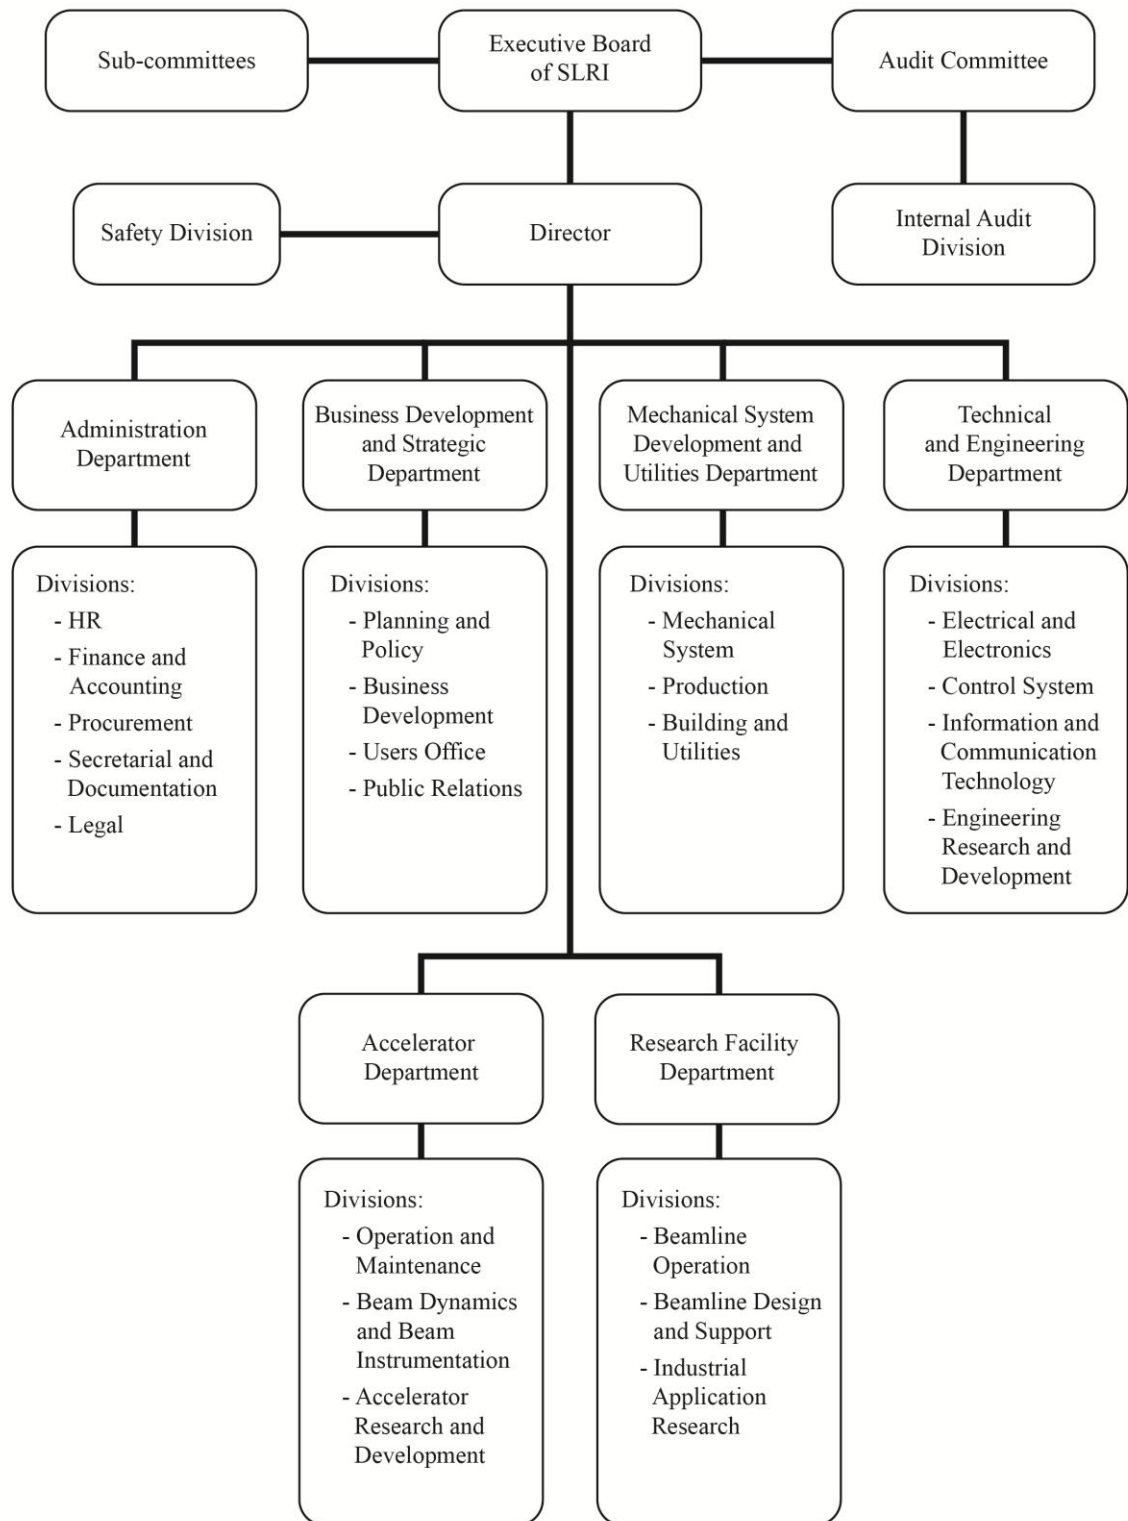 Sub-committees
Executive Board
of SLRI
Audit Committee
Safety Division
Director
Internal Audit
Division
Administration
Department
Business Development
and Strategic
Department
Mechanical System
Development and
Utilities Department
Technical
and Engineering
Department
Divisions:
- HR
- Finance and
Accounting
- Procurement
- Secretarial and
Documentation
- Legal
Divisions:
- Planning and
Policy
- Business
Development
- Users Office
- Public Relations
Divisions:
- Mechanical
System
- Production
- Building and
Utilities
Divisions:
- Electrical and
Electronics
- Control System
- Information and
Communication
Technology
- Engineering
Research and
Development
Accelerator
Department
Research Facility
Department
Divisions:
- Operation and
Maintenance
- Beam Dynamics
and Beam
Instrumentation
- Accelerator
Research and
Development
Divisions:
- Beamline
Operation
- Beamline Design
and Support
- Industrial
Application
Research